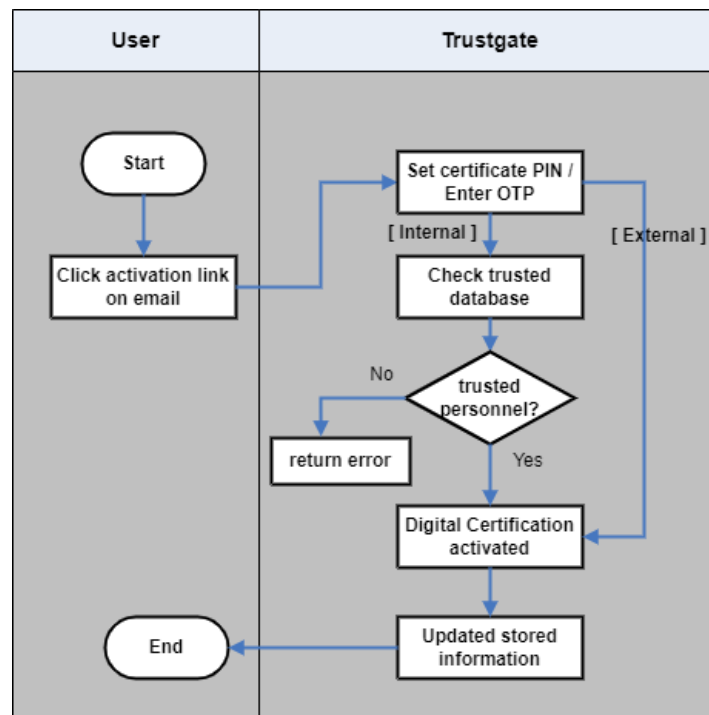 User
Trustgate
Start
Set certificate PIN /
Enter OTP
[ Internal ]
[ External ]
Click activation link
on email
Check trusted
database
No
trusted
personnel?
return error
Yes
Digital Certification
activated
End
Updated stored
information